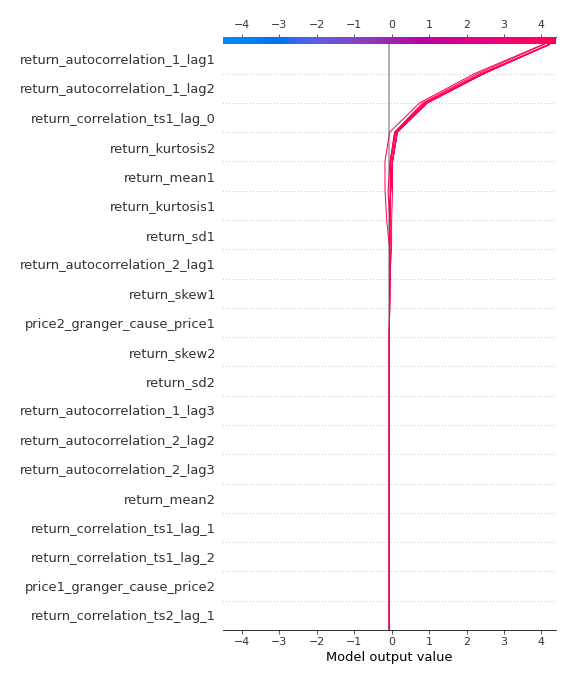 −4 −3 −2 −1 0 1 2 3 4
return_autocorrelation_1_lag1
return_autocorrelation_1_lag2
return_correlation_ts1_lag_0
return_kurtosis2
return_mean1
return_kurtosis1
return_sd1
return_autocorrelation_2_lag1
return_skew1
price2_granger_cause_price1
return_skew2
return_sd2
return_autocorrelation_1_lag3
return_autocorrelation_2_lag2
return_autocorrelation_2_lag3
return_mean2
return_correlation_ts1_lag_1
return_correlation_ts1_lag_2
price1_granger_cause_price2
return_correlation_ts2_lag_1
−4 −3 −2 −1 0 1 2 3 4
Model output value